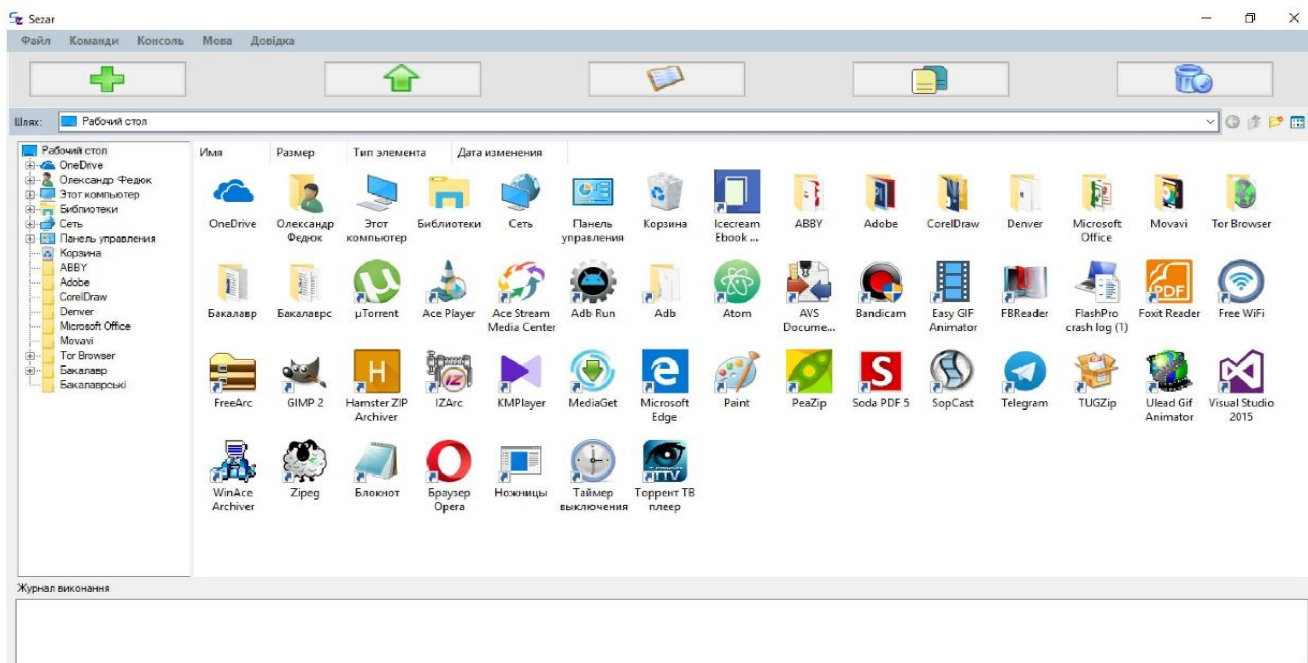 Sezar
Файл Команди Консоль Мова Довідка
Шлях: Рабочий стол
Рабочий стол
OneDrive
Олександр Федюк
Этот компьютер
Библиотеки
Сеть
Панель управления
Корзина
ABBY
Adobe
CorelDraw
Denver
Microsoft Office
Movavi
Tor Browser
Бакалавр
Бакалаврські
Имя Размер Тип элемента Дата изменения
OneDrive Олександр Этот Библиотеки Сеть Панель Корзина Icecream ABBY Adobe CorelDraw Denver Microsoft Movavi Tor Browser
Федюк компьютер управления Ebook ... Office
Бакалавр Бакалаврс µTorrent Ace Player Ace Stream Adb Run Adb Atom AVS Bandicam Easy GIF FBReader FlashPro Foxit Reader Free WiFi
Media Center Docume... Animator crash log (1)
PDF
FreeArc GIMP 2 Hamster ZIP IZArc KMPlayer MediaGet Microsoft Paint PeaZip Soda PDF 5 SopCast Telegram TUGZip Ulead Gif Visual Studio
Archiver Edge Animator 2015
WinAce Zipeg Блокнот Браузер Ножницы Таймер Торрент ТВ
Archiver Opera выключения плеер
Журнал виконання